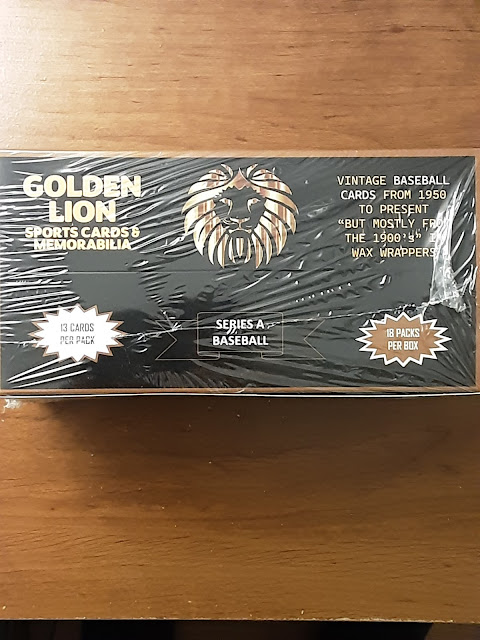 GOLDEN
LION
SPORTS CARDS &
MEMORABILIA
VINTAGE BASEBALL
CARDS FROM 1950
TO PRESENT
"BUT MOSTLY
THE 1900's"
WAX WRAPPERS
13 CARDS
PER PACK
SERIES A
BASEBALL
18 PACKS
PER BOX